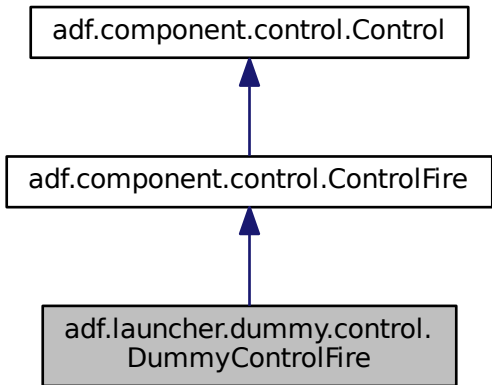 adf.component.control.Control
adf.component.control.ControlFire
adf.launcher.dummy.control.
DummyControlFire